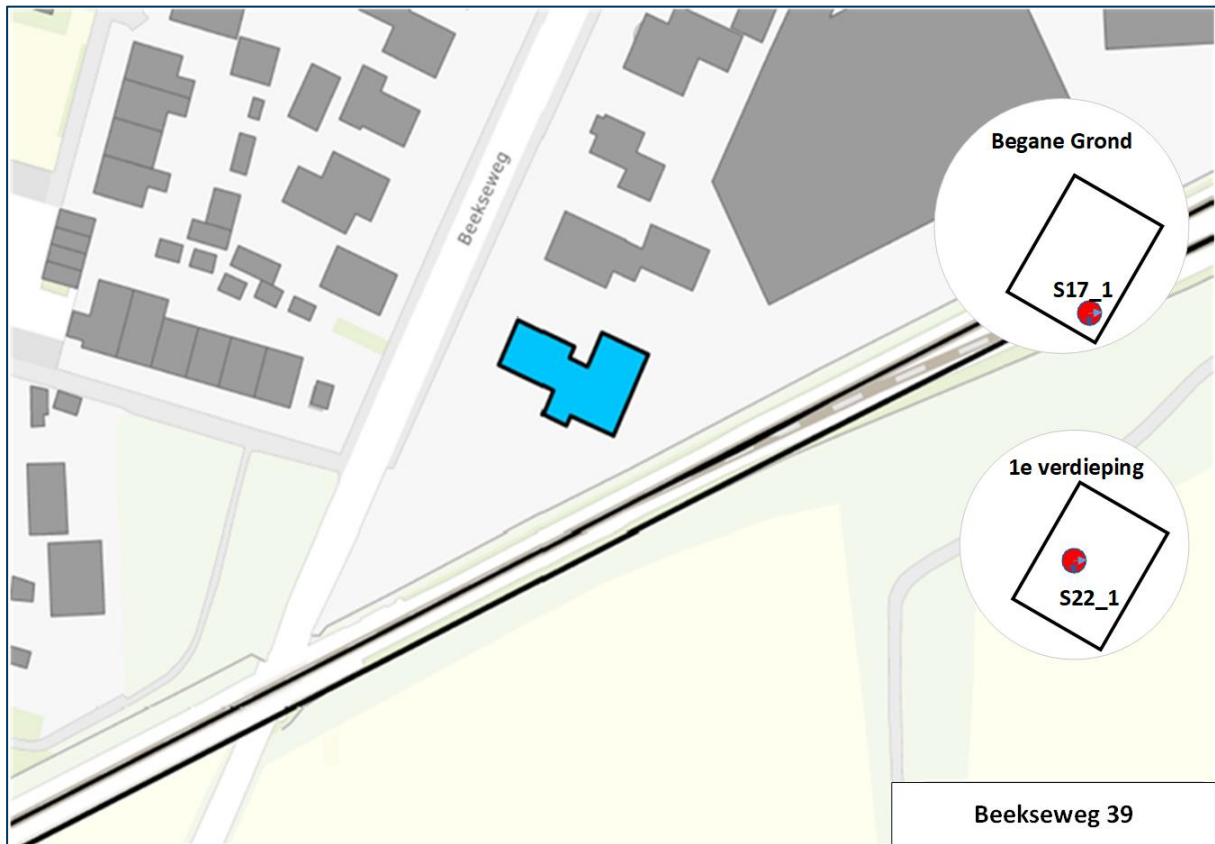 Begane Grond
Beekseweg
S17_1
1e verdieping
S22_1
Beekseweg 39